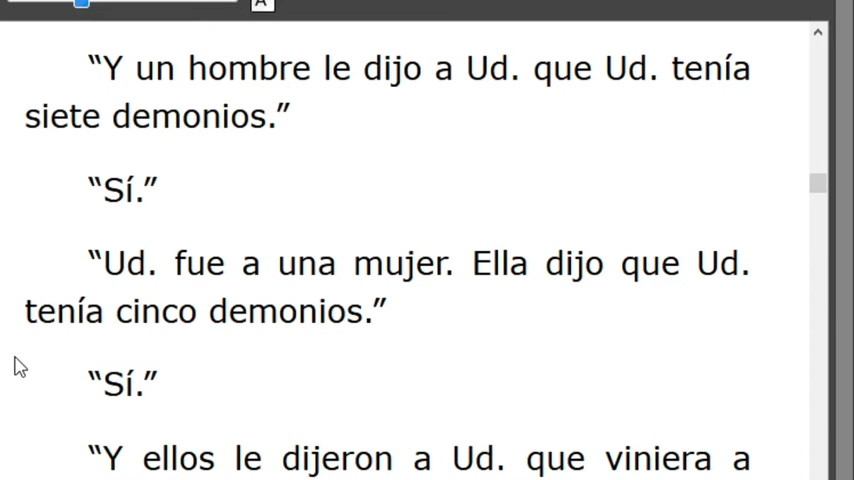 A
“Y un hombre le dijo a Ud. que Ud. tenía
siete demonios.”
“Sí.”
“Ud. fue a una mujer. Ella dijo que Ud.
tenía cinco demonios.”
“Sí.”
“Y ellos le dijeron a Ud. que viniera a